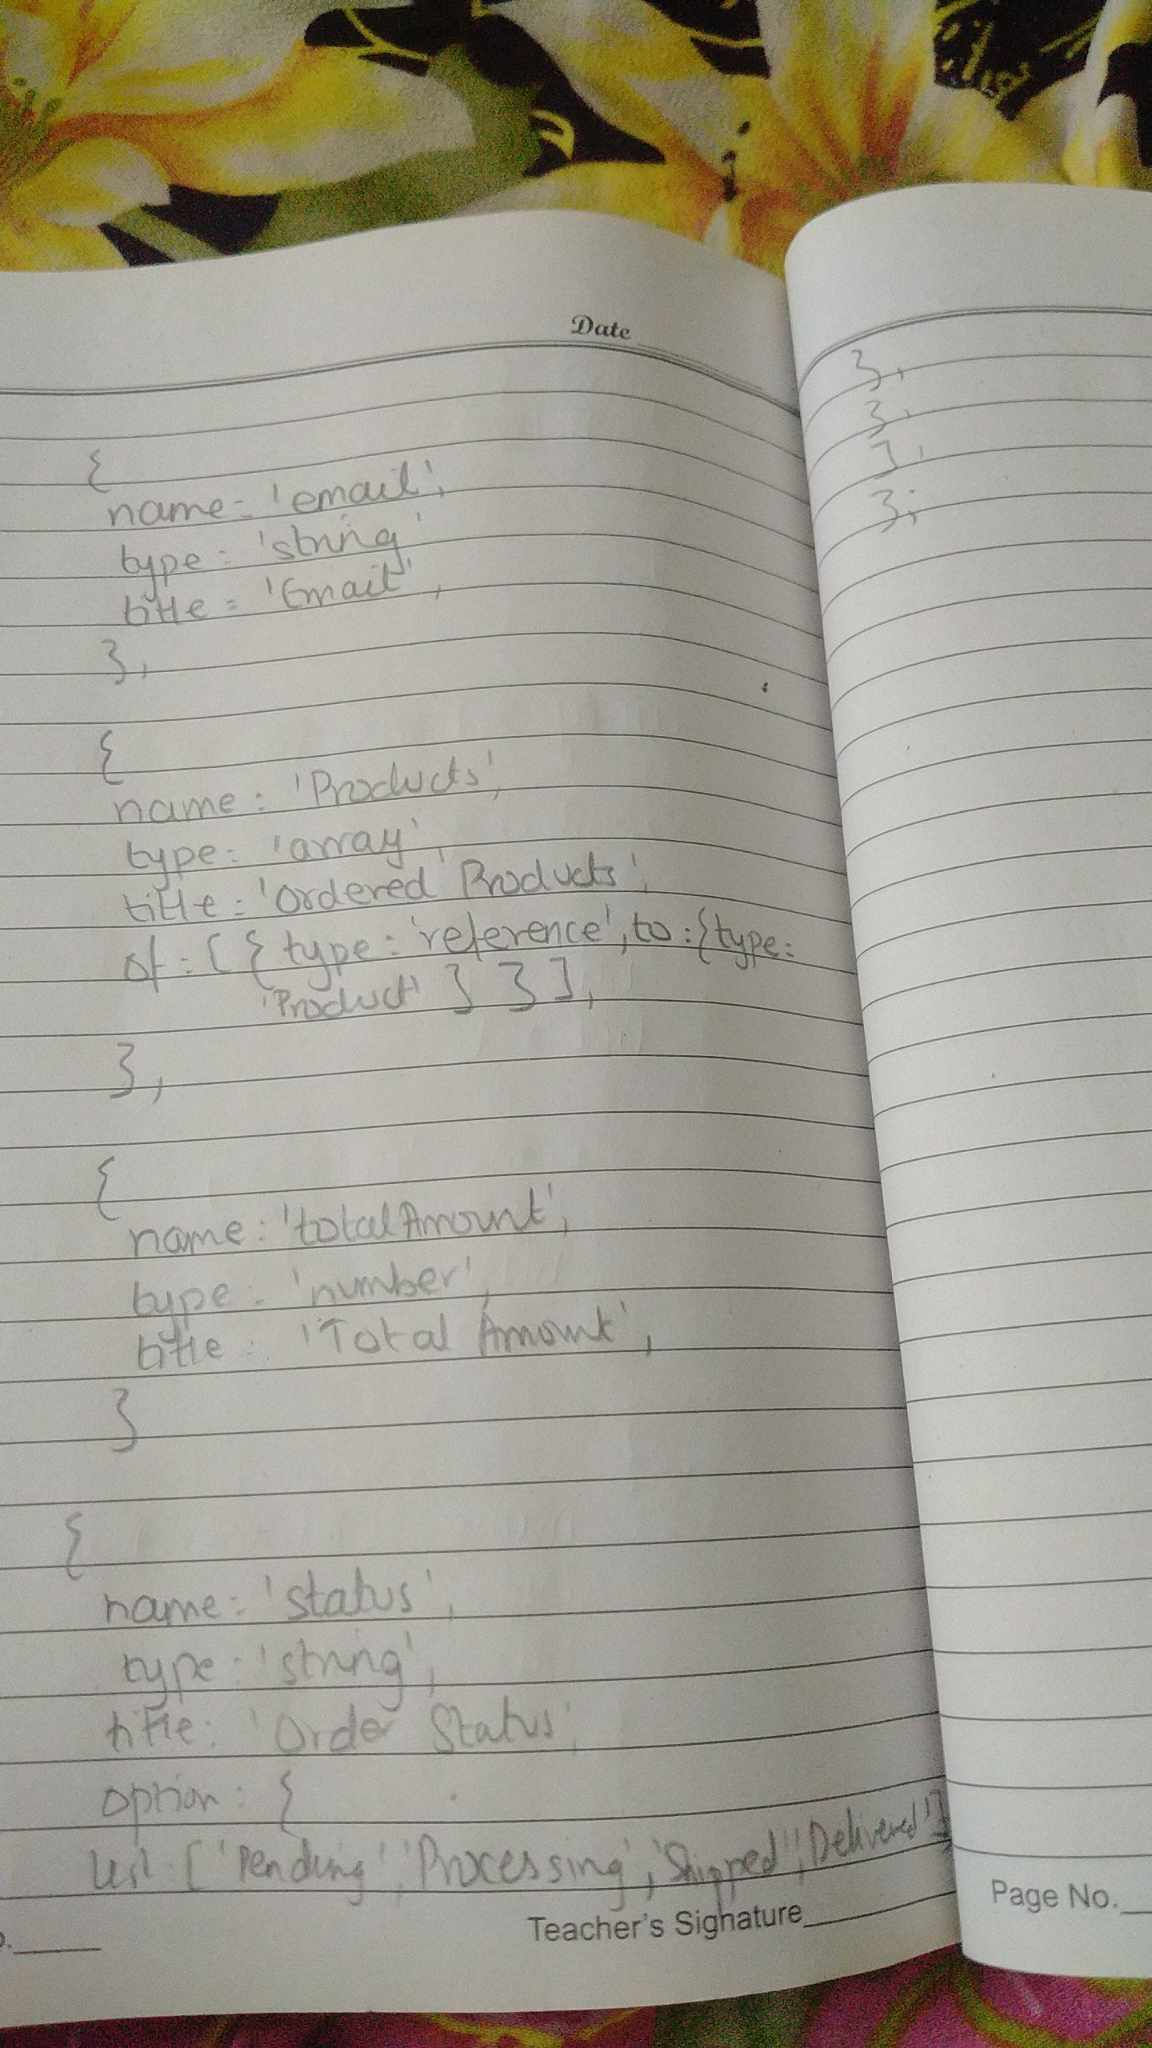 Date
{
name: 'email',
type: 'string'
title: 'Email',
},
{
name: 'Products',
type: 'array',
title: 'Ordered Products',
of: [ { type: 'reference', to: {type:
'Product' } } ],
},
{
name: 'totalAmount',
type: 'number',
title: 'Total Amount',
}
{
name: 'status',
type: 'string',
title: 'Order Status',
option: {
list: ['Pending', 'Processing', 'Shipped', 'Delivered']
Teacher's Signature
},
},
],
};
Page No.